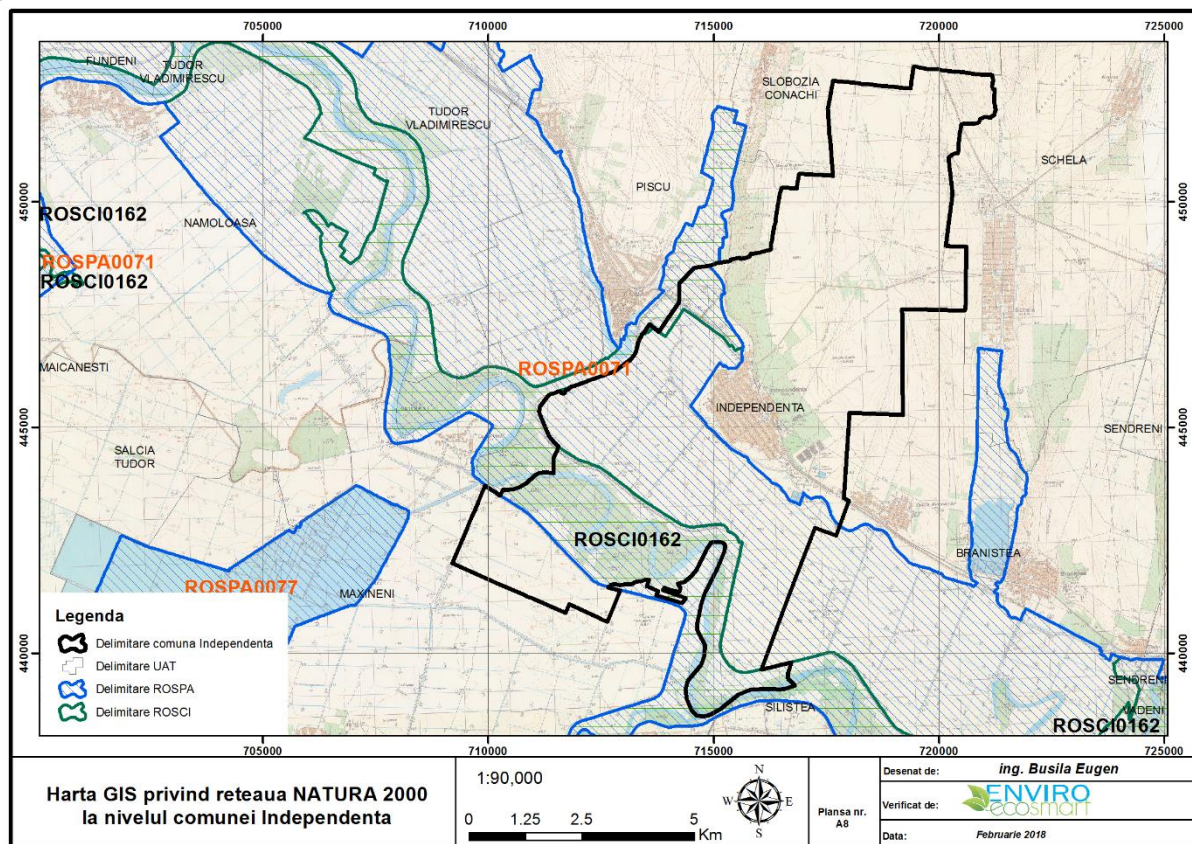 705000 710000 715000 720000 725000
FUNDENI
TUDOR
VLADIMIRESCU
TUDOR
VLADIMIRESCU
SLOBOZIA
CONACHI
SCHELA
PISCU
450000
450000
ROSCI0162
NAMOLOASA
ROSPA0071
ROSCI0162
MAICANESTI
ROSPA0071
INDEPENDENTA
445000
445000
SENDRENI
SALCIA
TUDOR
ROSCI0162
BRANISTEA
ROSPA0077
MAXINENI
440000
440000
SENDRENI
SILISTEA
VADENI
ROSCI0162
Legenda
Delimitare comuna Independenta
Delimitare UAT
Delimitare ROSPA
Delimitare ROSCI
705000 710000 715000 720000 725000
Harta GIS privind reteaua NATURA 2000
la nivelul comunei Independenta
1:90,000
0 1.25 2.5 5
Km
N
W E
S
Plansa nr.
A8
Desenat de: ing. Busila Eugen
Verificat de: ENVIRO
ecosmart
Data: Februarie 2018